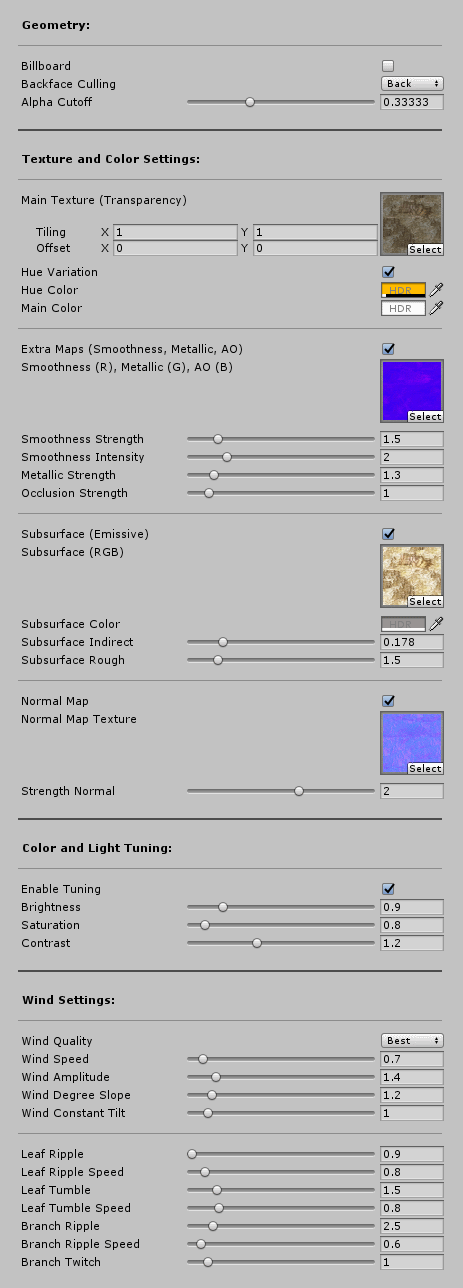 Geometry:
Billboard
Backface Culling Back
Alpha Cutoff 0.33333
Texture and Color Settings:
Main Texture (Transparency)
Tiling X 1 Y 1
Offset X 0 Y 0
Select
Hue Variation
Hue Color HDR
Main Color HDR
Extra Maps (Smoothness, Metallic, AO)
Smoothness (R), Metallic (G), AO (B)
Select
Smoothness Strength 1.5
Smoothness Intensity 2
Metallic Strength 1.3
Occlusion Strength 1
Subsurface (Emissive)
Subsurface (RGB)
Select
Subsurface Color HDR
Subsurface Indirect 0.178
Subsurface Rough 1.5
Normal Map
Normal Map Texture
Select
Strength Normal 2
Color and Light Tuning:
Enable Tuning
Brightness 0.9
Saturation 0.8
Contrast 1.2
Wind Settings:
Wind Quality Best
Wind Speed 0.7
Wind Amplitude 1.4
Wind Degree Slope 1.2
Wind Constant Tilt 1
Leaf Ripple 0.9
Leaf Ripple Speed 0.8
Leaf Tumble 1.5
Leaf Tumble Speed 0.8
Branch Ripple 2.5
Branch Ripple Speed 0.6
Branch Twitch 1